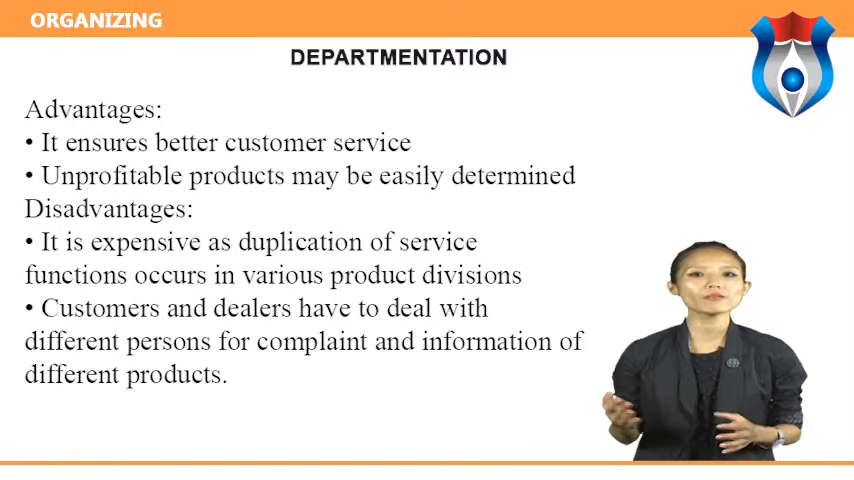 ORGANIZING
DEPARTMENTATION
Advantages:
• It ensures better customer service
• Unprofitable products may be easily determined
Disadvantages:
• It is expensive as duplication of service
functions occurs in various product divisions
• Customers and dealers have to deal with
different persons for complaint and information of
different products.